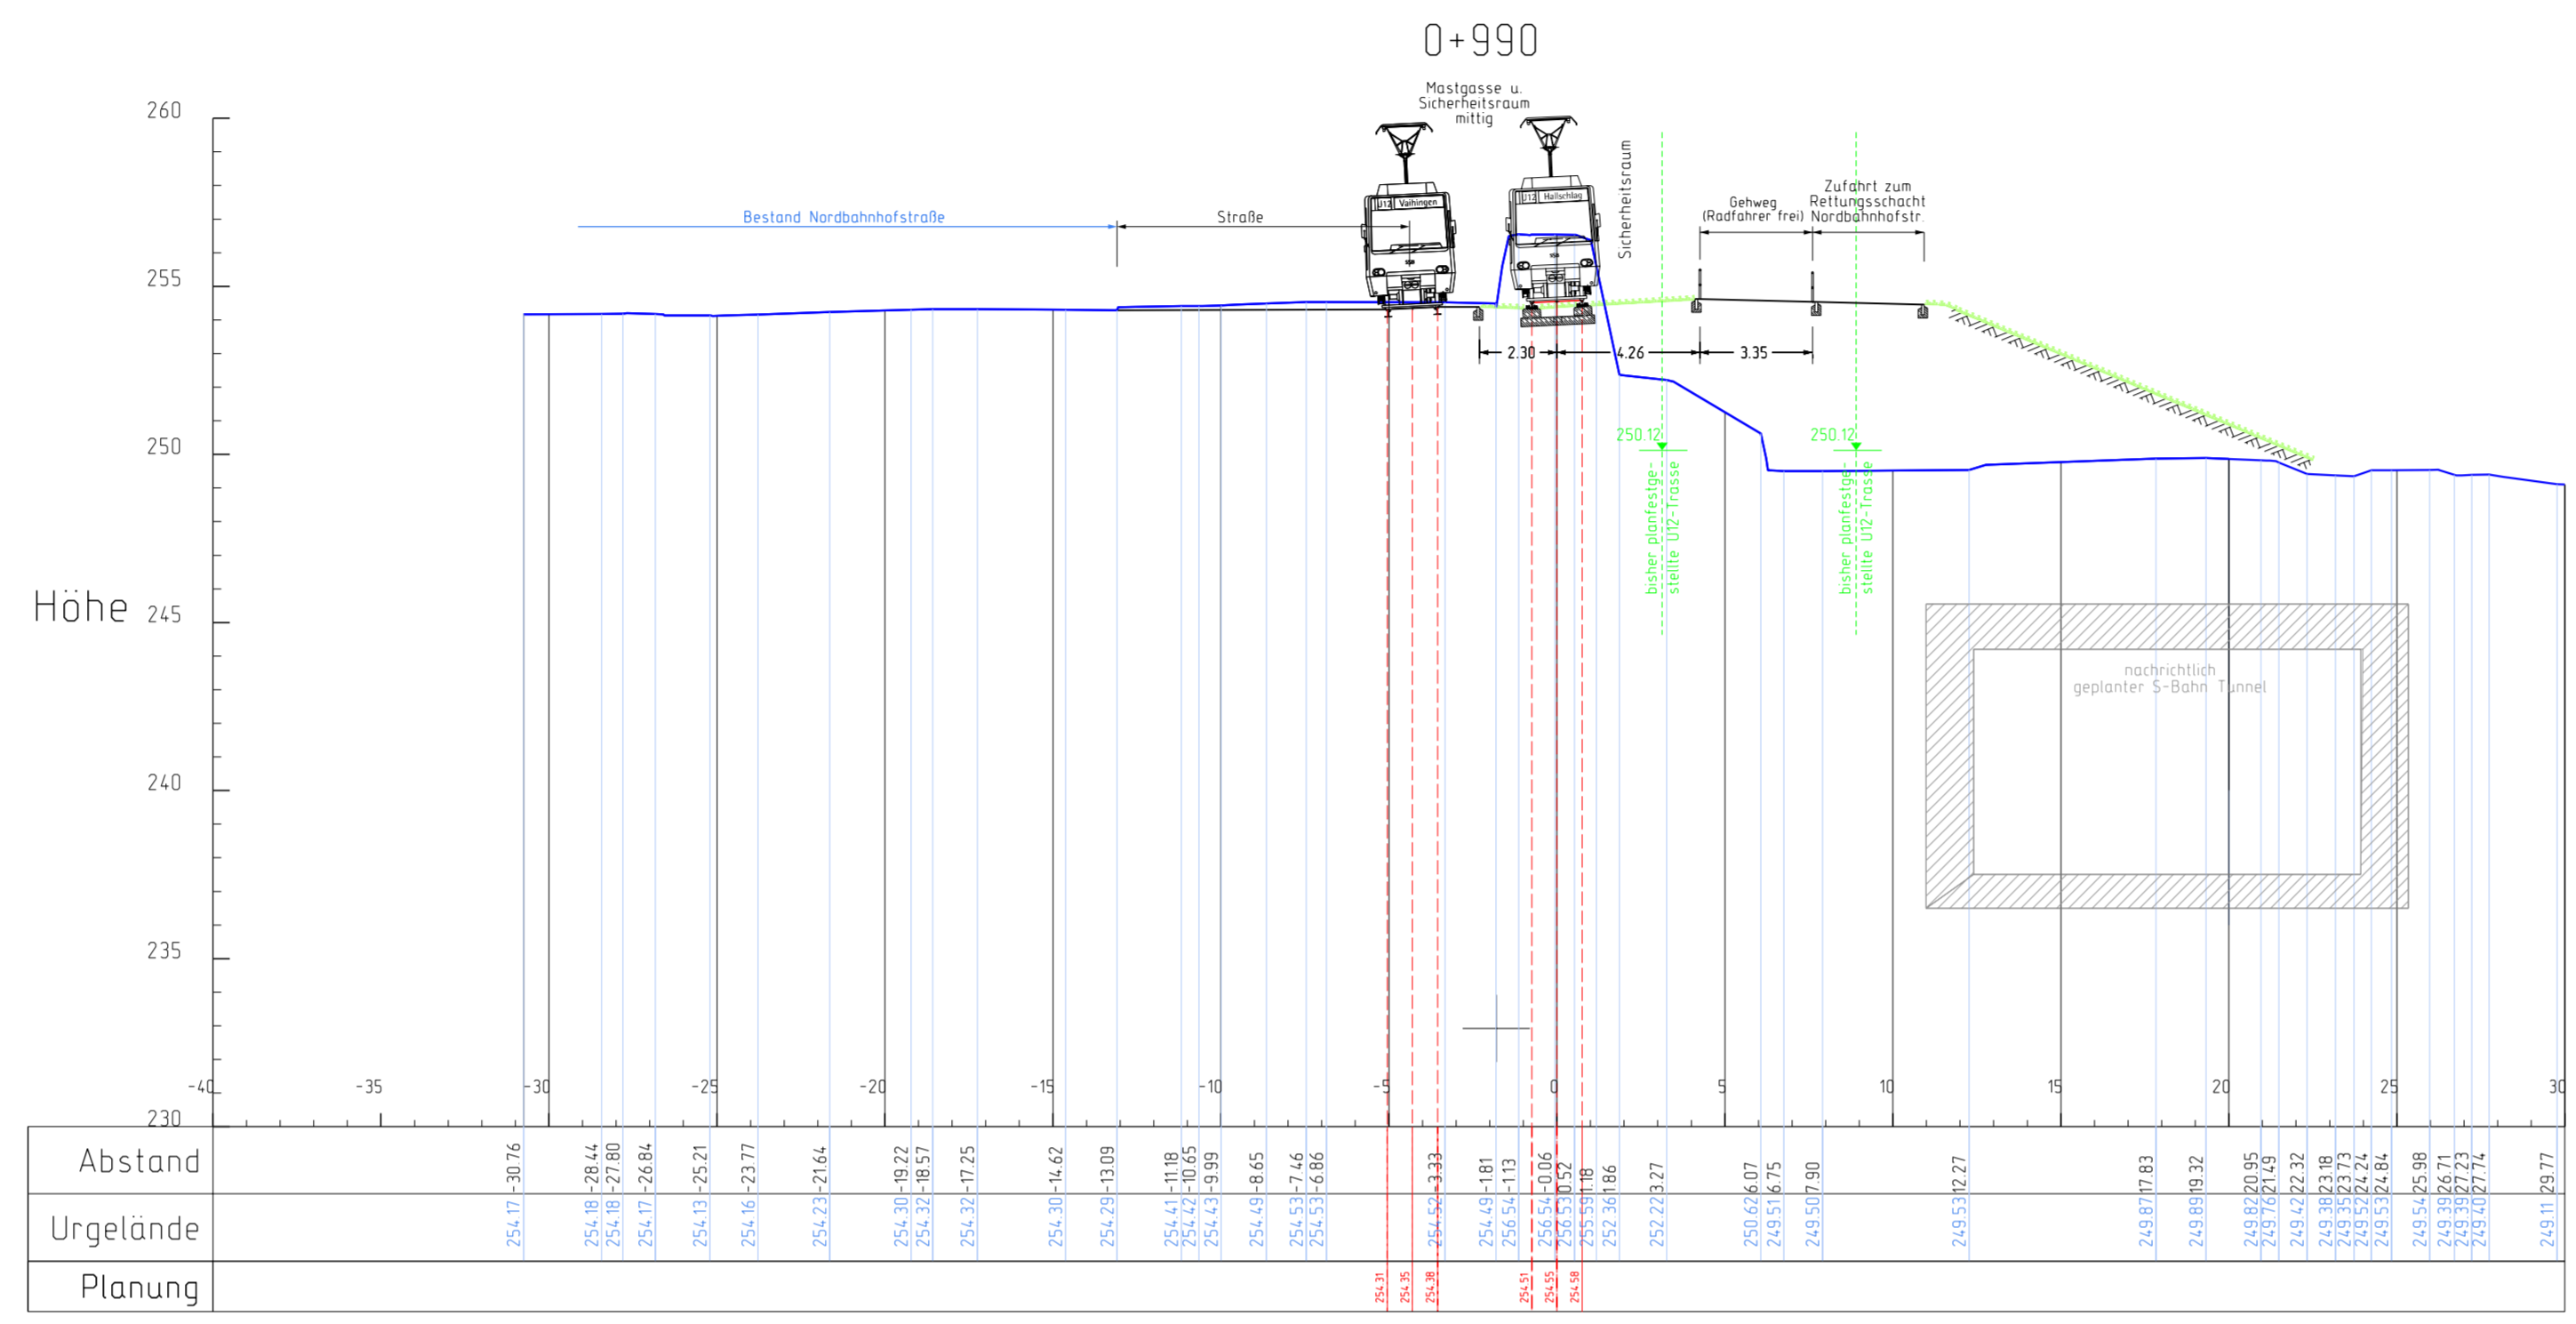 0+990
Mastgasse u.
Sicherheitsraum
mittig
260
255
250
Höhe 245
240
235
230
Bestand Nordbahnhofstraße
Straße
U12 Vaihingen
SSB
U12 Hallschlag
SSB
Sicherheitsraum
Gehweg
(Radfahrer frei)
Zufahrt zum
Rettungsschacht
Nordbahnhofstr.
2.30 4.26 3.35
250.12
bisher planfestge-
stellte U12-Trasse
250.12
bisher planfestge-
stellte U12-Trasse
nachrichtlich
geplanter S-Bahn Tunnel
-40 -35 -30 -25 -20 -15 -10 -5 0 5 10 15 20 25 30
Abstand -30.76 -28.44 -27.80 -26.84 -25.21 -23.77 -21.64 -19.22 -18.57 -17.25 -14.62 -13.09 -11.18 -10.65 -9.99 -8.65 -7.46 -6.86 -3.33 -1.81 -1.13 -0.06 0.52 1.18 1.86 3.27 6.07 6.75 7.90 12.27 17.83 19.32 20.95 21.49 22.32 23.18 23.73 24.24 24.84 25.98 26.71 27.23 27.74 29.77
Urgelände 254.17 254.18 254.18 254.17 254.13 254.16 254.23 254.30 254.32 254.32 254.30 254.29 254.41 254.42 254.43 254.49 254.53 254.53 254.52 254.49 256.54 256.54 256.53 255.59 252.36 252.22 250.62 249.51 249.50 249.53 249.87 249.89 249.82 249.76 249.42 249.38 249.35 249.52 249.53 249.54 249.39 249.39 249.40 249.11
Planung 254.31 254.35 254.38 254.51 254.55 254.58